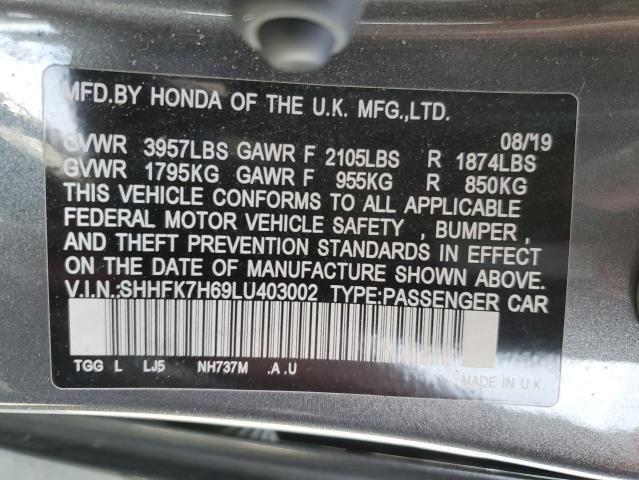 MFD.BY HONDA OF THE U.K. MFG.,LTD.
08/19
GVWR 3957LBS GAWR F 2105LBS R 1874LBS
GVWR 1795KG GAWR F 955KG R 850KG
THIS VEHICLE CONFORMS TO ALL APPLICABLE
FEDERAL MOTOR VEHICLE SAFETY , BUMPER ,
AND THEFT PREVENTION STANDARDS IN EFFECT
ON THE DATE OF MANUFACTURE SHOWN ABOVE.
V.I.N.:SHHFK7H69LU403002 TYPE:PASSENGER CAR
TGG L LJ5 NH737M .A .U
MADE IN U.K.